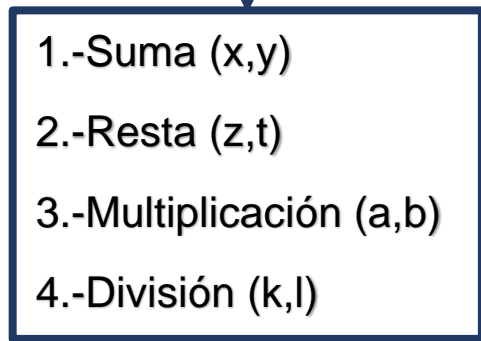 1.-Suma (x,y)
2.-Resta (z,t)
3.-Multiplicación (a,b)
4.-División (k,l)